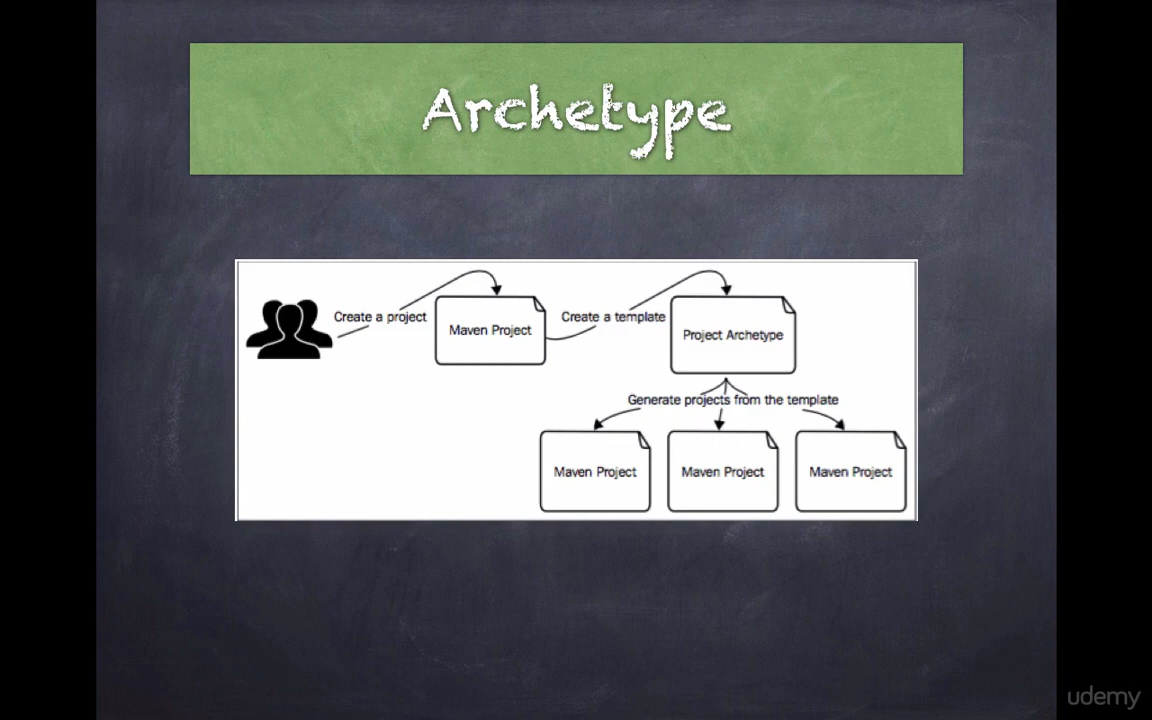 Archetype
Create a project
Maven Project
Create a template
Project Archetype
Generate projects from the template
Maven Project
Maven Project
Maven Project
udemy